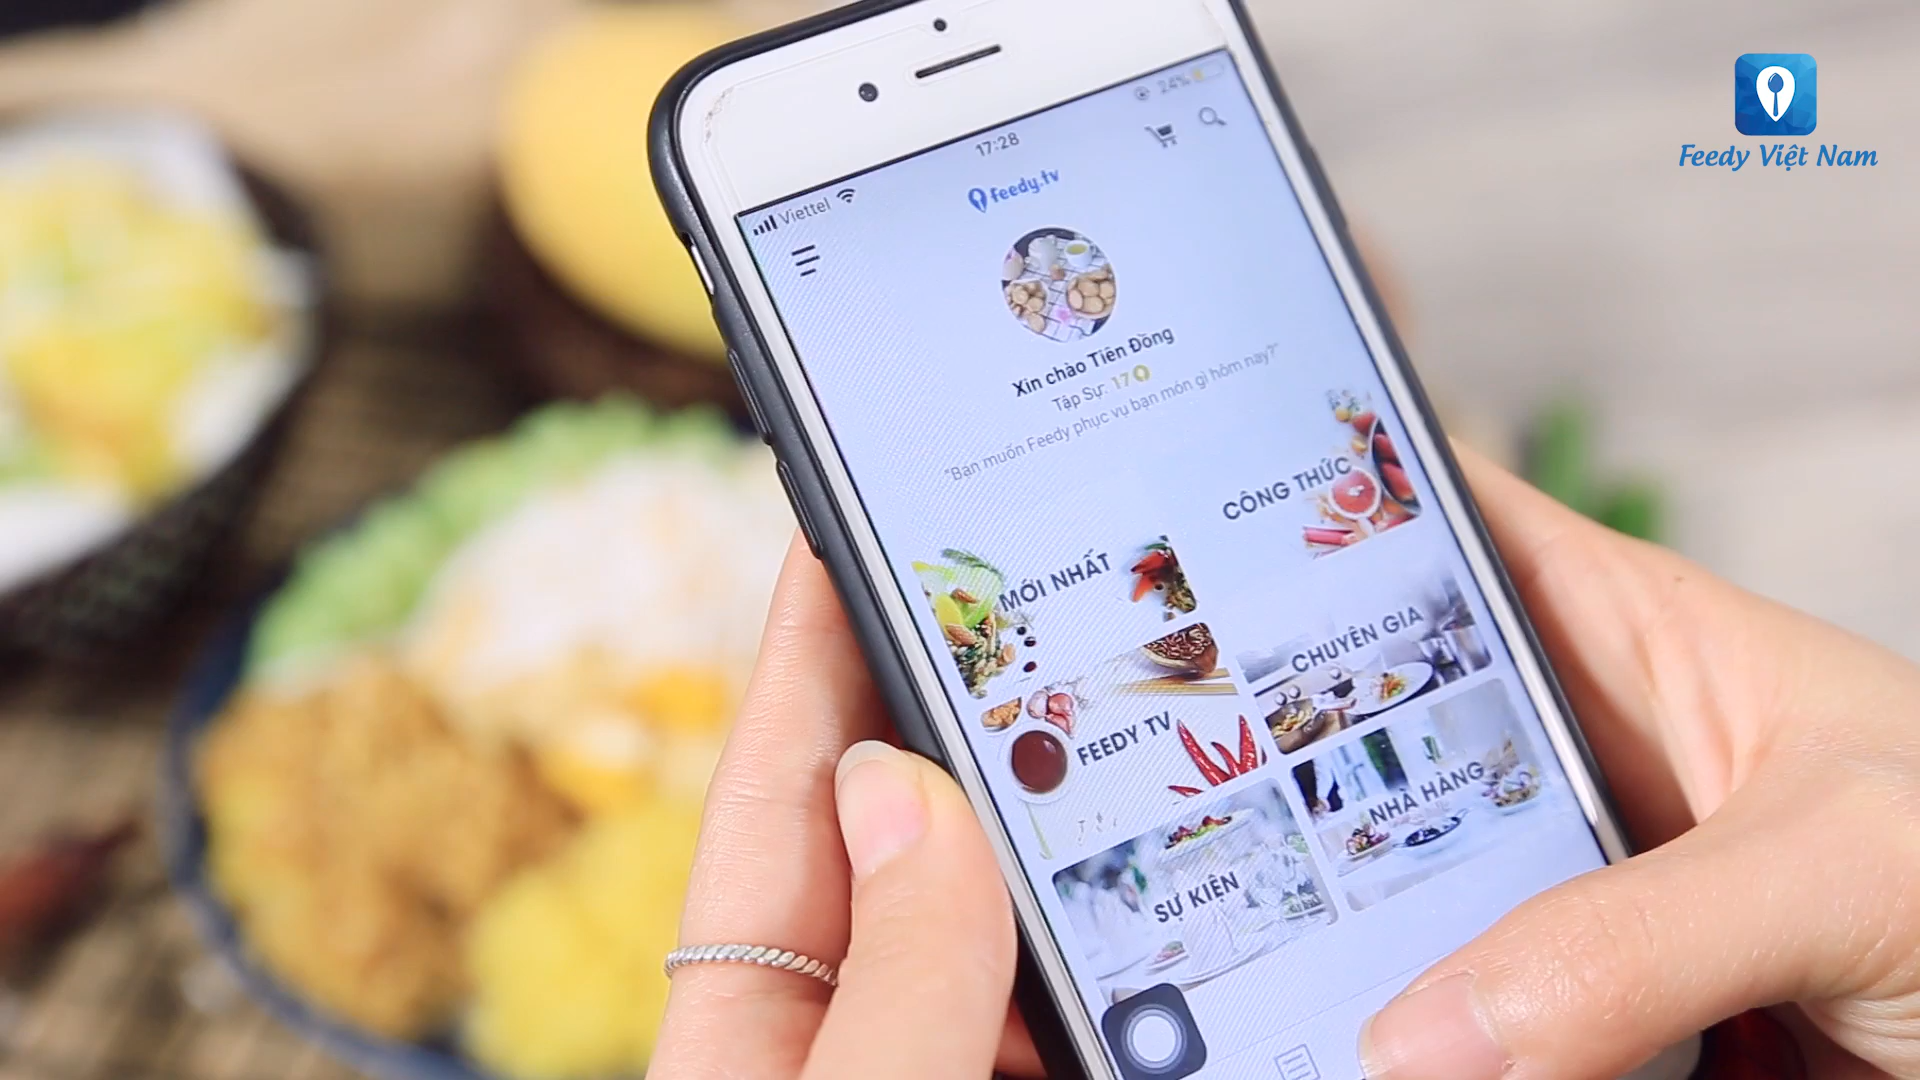 Feedy Việt Nam
24%
17:28
Viettel
feedy.tv
Xin chào Tiên Đồng
Tập Sự: 17
"Bạn muốn Feedy phục vụ bạn món gì hôm nay?"
MỚI NHẤT
CÔNG THỨC
FEEDY TV
CHUYÊN GIA
SỰ KIỆN
NHÀ HÀNG